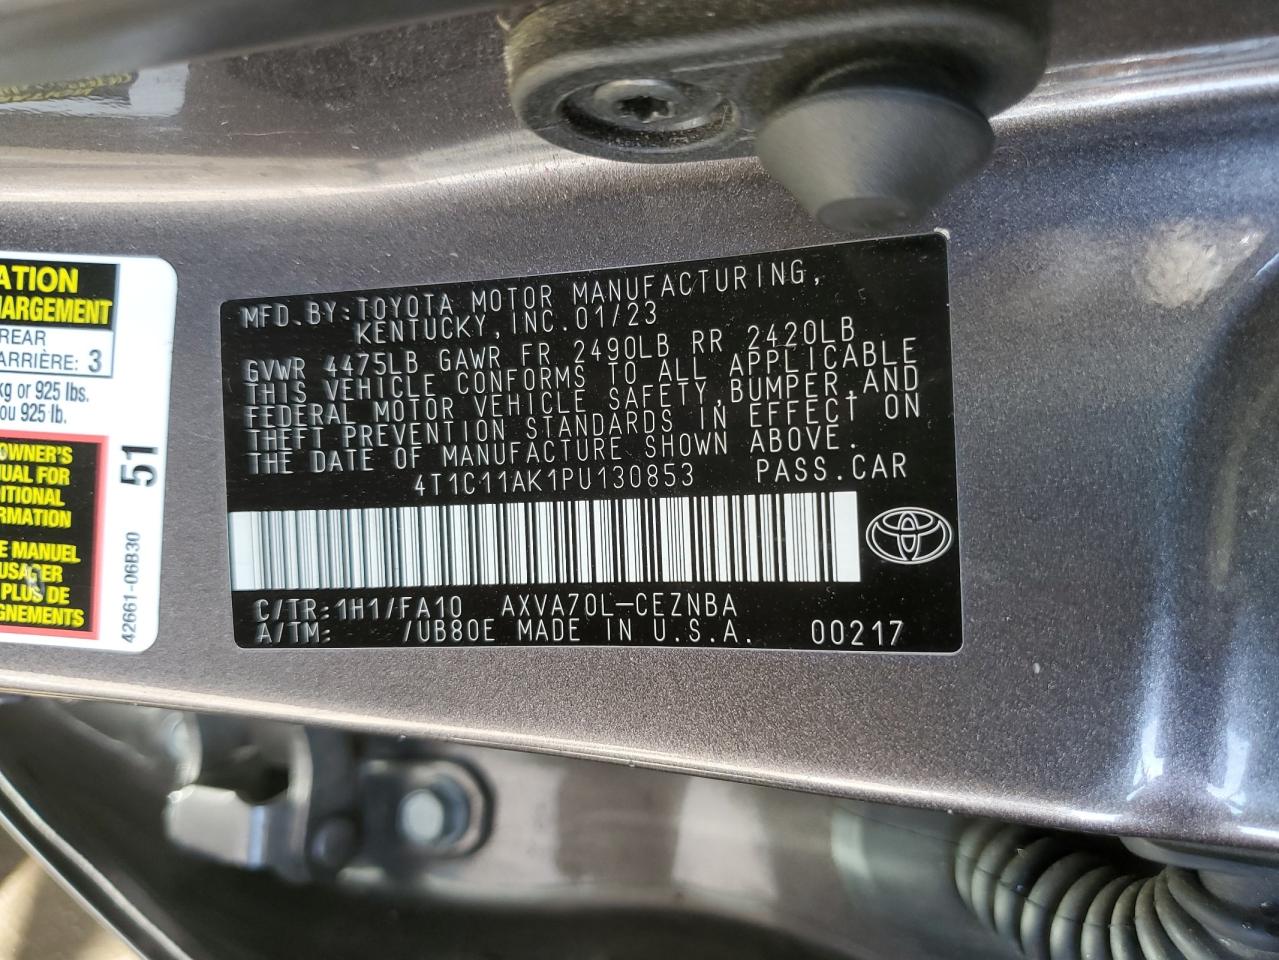 ATION
HARGEMENT
REAR
ARRIÈRE: 3
kg or 925 lbs.
ou 925 lb.
OWNER'S
UAL FOR
ITIONAL
RMATION
E MANUEL
USAGER
PLUS DE
GNEMENTS
51
42661-06B30
MFD. BY: TOYOTA MOTOR MANUFACTURING,
KENTUCKY, INC. 01/23
GVWR 4475LB GAWR FR 2490LB RR 2420LB
THIS VEHICLE CONFORMS TO ALL APPLICABLE
FEDERAL MOTOR VEHICLE SAFETY, BUMPER, AND
THEFT PREVENTION STANDARDS IN EFFECT ON
THE DATE OF MANUFACTURE SHOWN ABOVE.
4T1C11AK1PU130853 PASS. CAR
C/TR: 1H1/FA10 AXVA70L-CEZNBA
A/TM: /UB80E MADE IN U.S.A. 00217